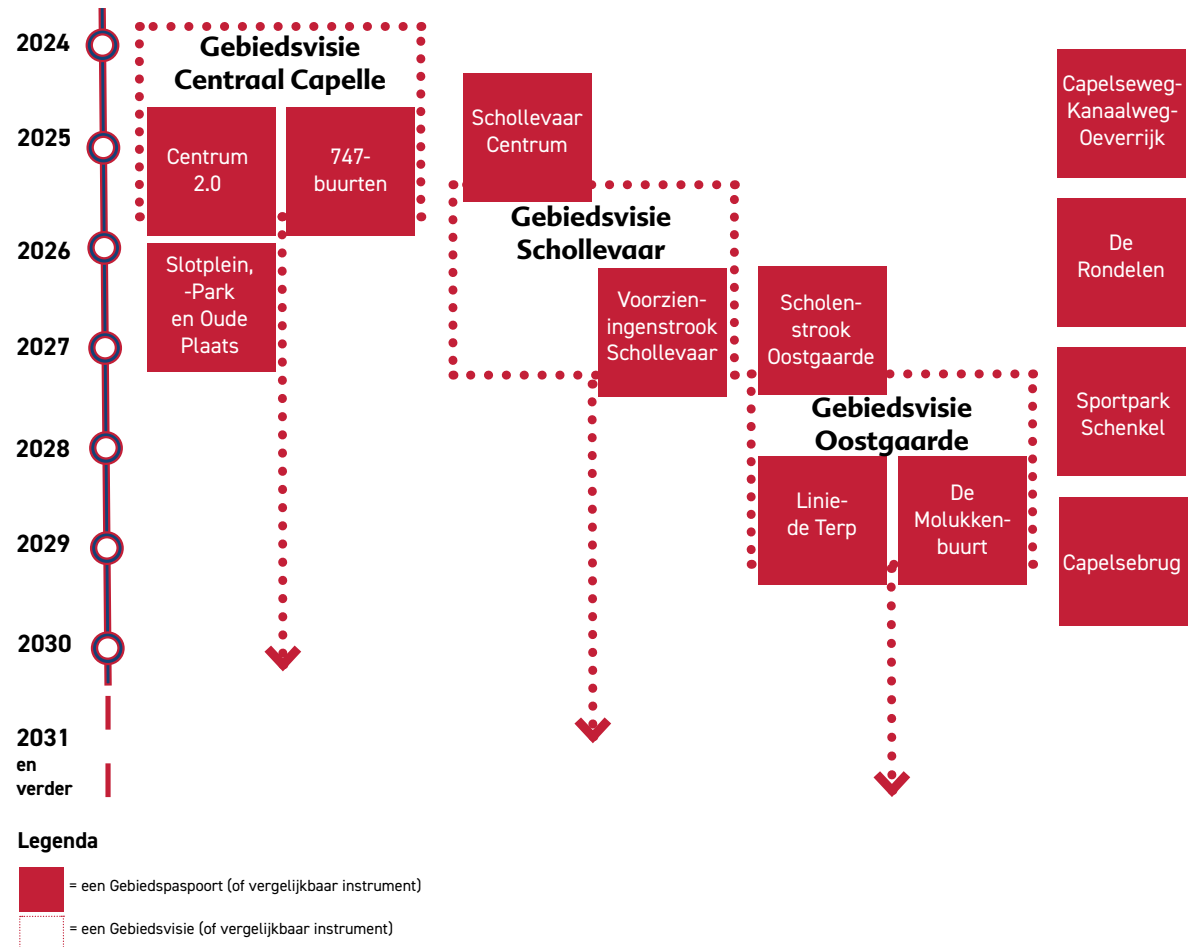 2024
2025
2026
2027
2028
2029
2030
2031
en
verder
Gebiedsvisie
Centraal Capelle
Centrum
2.0
747-
buurten
Slotplein,
-Park
en Oude
Plaats
Schollevaar
Centrum
Gebiedsvisie
Schollevaar
Voorzien-
ingenstrook
Schollevaar
Scholen-
strook
Oostgaarde
Gebiedsvisie
Oostgaarde
Linie-
de Terp
De
Molukken-
buurt
Capelseweg-
Kanaalweg-
Oeverrijk
De
Rondelen
Sportpark
Schenkel
Capelsebrug
Legenda
= een Gebiedspaspoort (of vergelijkbaar instrument)
= een Gebiedsvisie (of vergelijkbaar instrument)